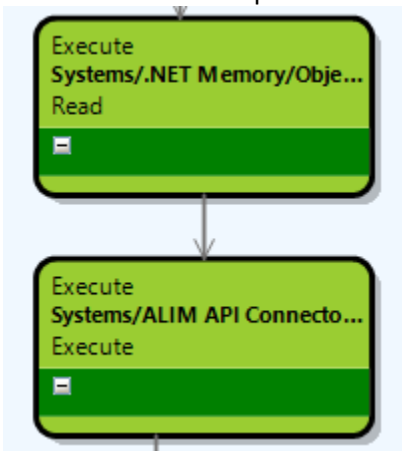 Execute
Systems/.NET Memory/Obje...
Read
Execute
Systems/ALIM API Connecto...
Execute